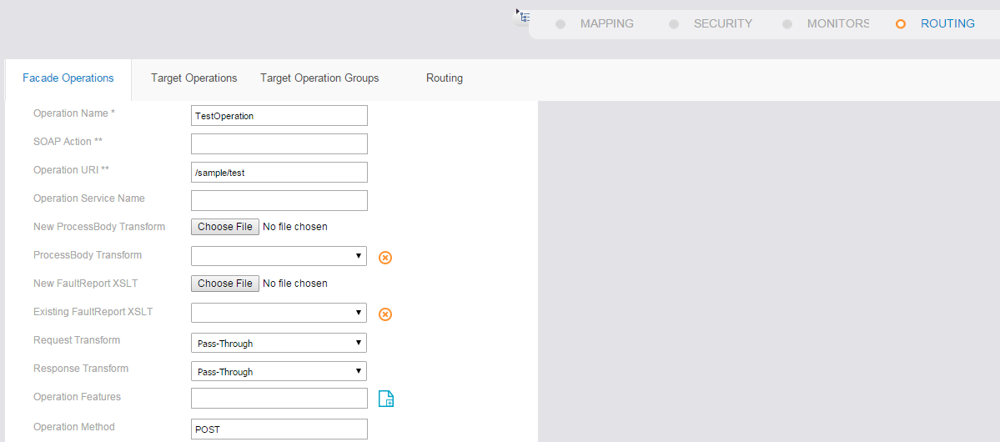 MAPPING SECURITY MONITORS ROUTING
Facade Operations Target Operations Target Operation Groups Routing
Operation Name * TestOperation
SOAP Action **
Operation URI ** /sample/test
Operation Service Name
New ProcessBody Transform Choose File No file chosen
ProcessBody Transform
New FaultReport XSLT Choose File No file chosen
Existing FaultReport XSLT
Request Transform Pass-Through
Response Transform Pass-Through
Operation Features
Operation Method POST